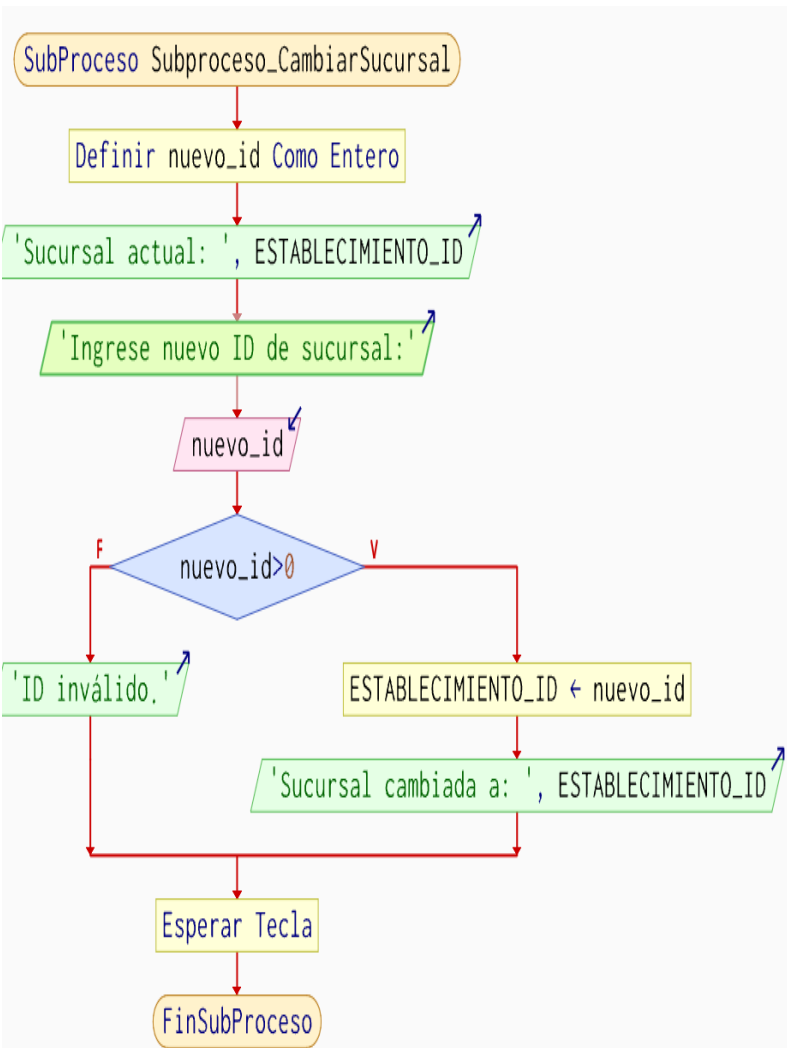 SubProceso Subproceso_CambiarSucursal
Definir nuevo_id Como Entero
'Sucursal actual: ', ESTABLECIMIENTO_ID
'Ingrese nuevo ID de sucursal:'
nuevo_id
F
V
nuevo_id>0
'ID inválido.'
ESTABLECIMIENTO_ID ← nuevo_id
'Sucursal cambiada a: ', ESTABLECIMIENTO_ID
Esperar Tecla
FinSubProceso